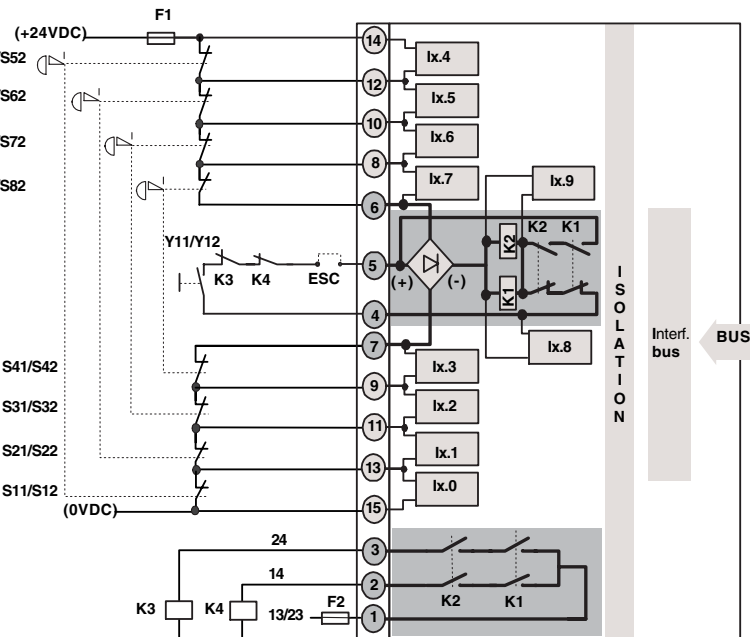 F1
(+24VDC)
14
/S52
Ix.4
12
/S62
Ix.5
10
/S72
Ix.6
8
/S82
Ix.7
Ix.9
6
Y11/Y12
K2 K1
K2
5
K3 K4 ESC
(+) (-)
K1
4
ISOLATION
Interf.
bus
BUS
7
Ix.8
S41/S42
Ix.3
9
S31/S32
Ix.2
11
S21/S22
Ix.1
13
S11/S12
Ix.0
(0VDC)
15
24
3
14
2
K2 K1
K3 K4 13/23 F2
1